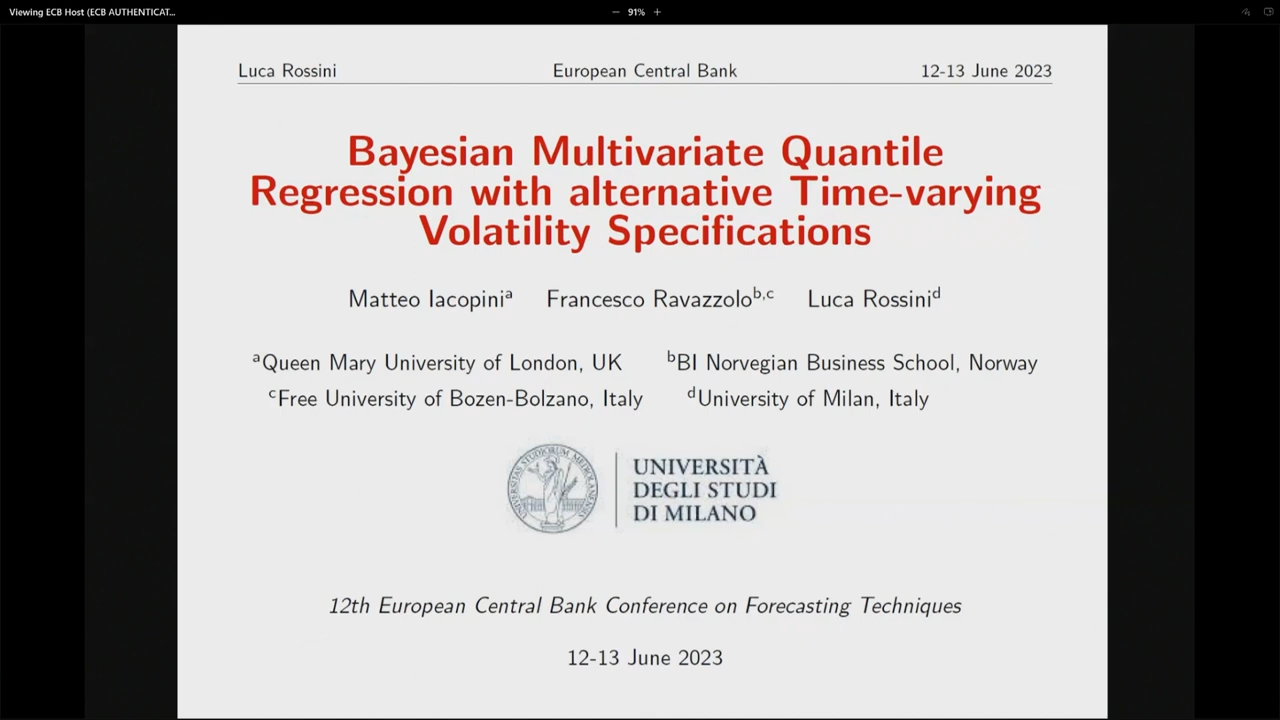 Viewing ECB Host (ECB AUTHENTICAT...
− 91% +
Luca Rossini European Central Bank 12-13 June 2023
Bayesian Multivariate Quantile
Regression with alternative Time-varying
Volatility Specifications
Matteo Iacopiniᵃ Francesco Ravazzoloᵇ,ᶜ Luca Rossiniᵈ
ᵃQueen Mary University of London, UK ᵇBI Norwegian Business School, Norway
ᶜFree University of Bozen-Bolzano, Italy ᵈUniversity of Milan, Italy
UNIVERSITÀ
DEGLI STUDI
DI MILANO
12th European Central Bank Conference on Forecasting Techniques
12-13 June 2023